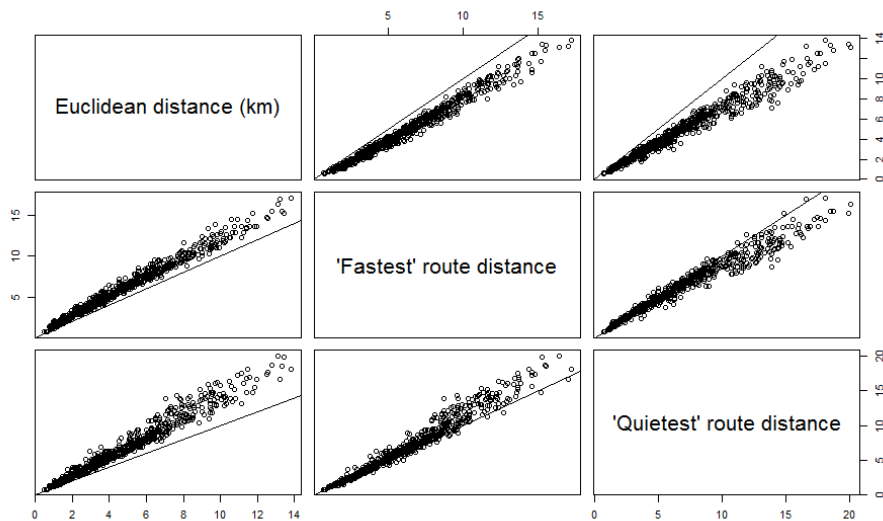 5 10 15
Euclidean distance (km)
0 2 4 6 8 10 14
5 10 15
'Fastest' route distance
'Quietest' route distance
0 5 10 15 20
0 2 4 6 8 10 12 14
0 5 10 15 20